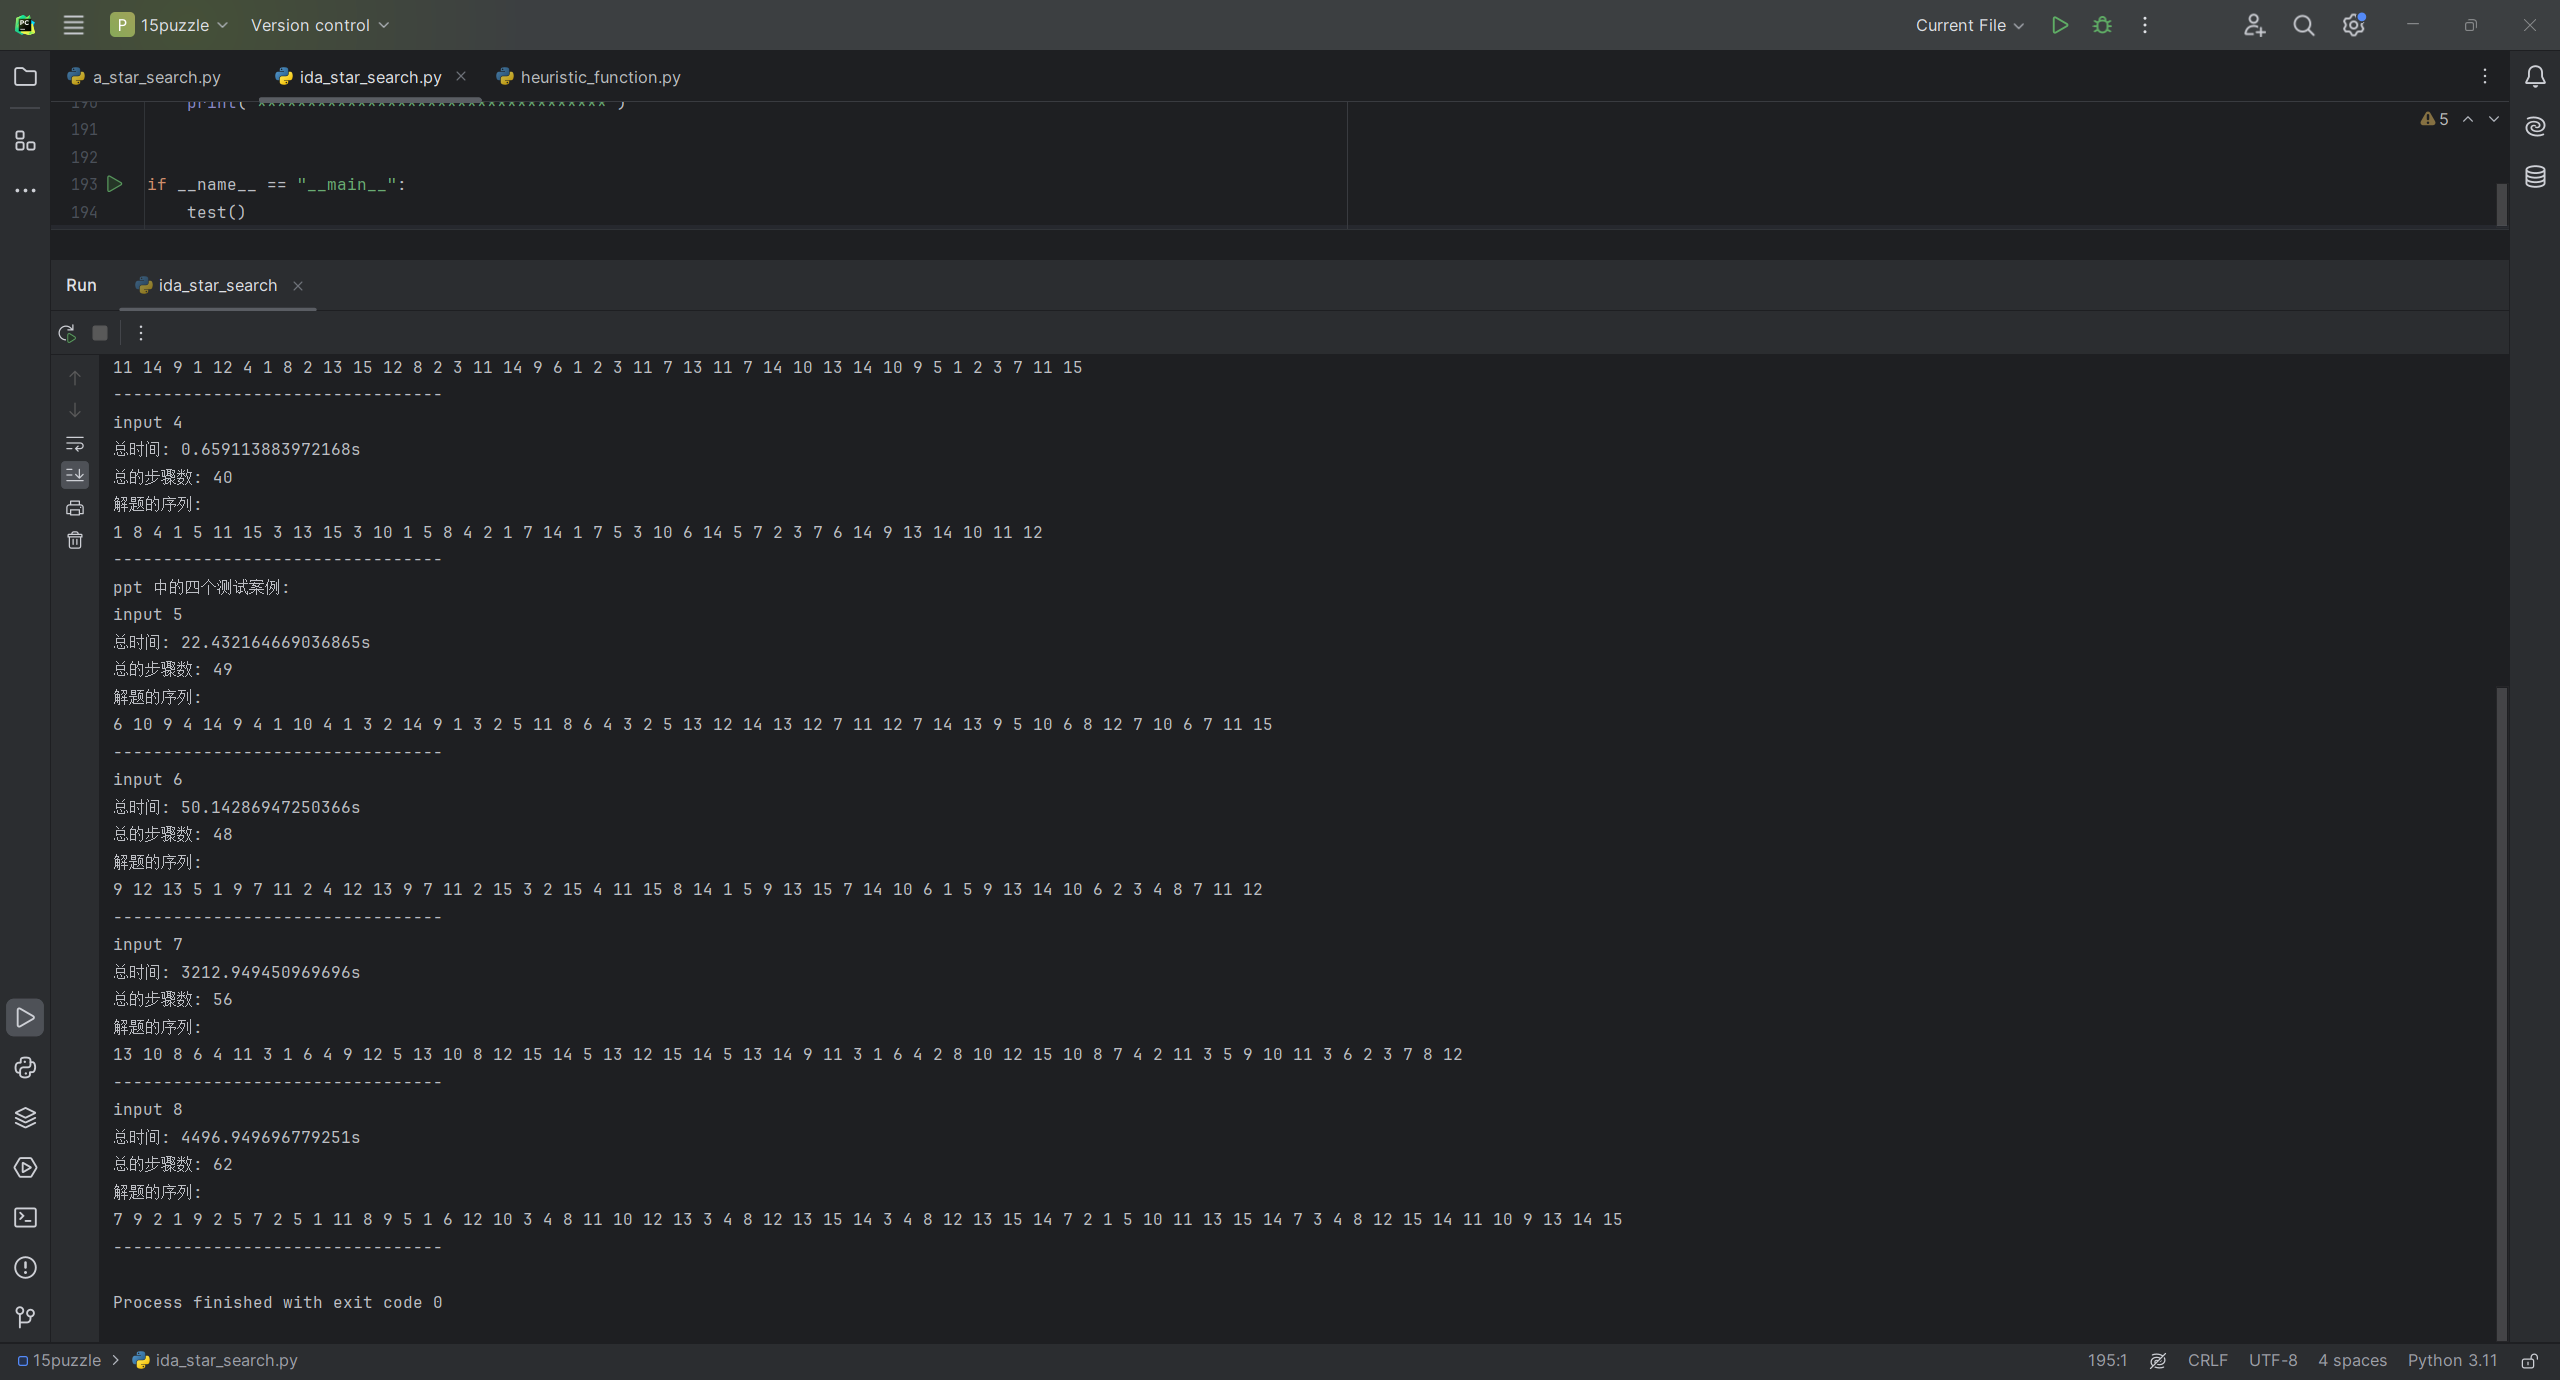 P 15puzzle Version control Current File
a_star_search.py ida_star_search.py heuristic_function.py
190 print('**********************************')
191 5
192
193 if __name__ == "__main__":
194 test()
Run ida_star_search
11 14 9 1 12 4 1 8 2 13 15 12 8 2 3 11 14 9 6 1 2 3 11 7 13 11 7 14 10 13 14 10 9 5 1 2 3 7 11 15
---------------------------------
input 4
总时间: 0.659113883972168s
总的步骤数: 40
解题的序列:
1 8 4 1 5 11 15 3 13 15 3 10 1 5 8 4 2 1 7 14 1 7 5 3 10 6 14 5 7 2 3 7 6 14 9 13 14 10 11 12
---------------------------------
ppt 中的四个测试案例:
input 5
总时间: 22.432164669036865s
总的步骤数: 49
解题的序列:
6 10 9 4 14 9 4 1 10 4 1 3 2 14 9 1 3 2 5 11 8 6 4 3 2 5 13 12 14 13 12 7 11 12 7 14 13 9 5 10 6 8 12 7 10 6 7 11 15
---------------------------------
input 6
总时间: 50.14286947250366s
总的步骤数: 48
解题的序列:
9 12 13 5 1 9 7 11 2 4 12 13 9 7 11 2 15 3 2 15 4 11 15 8 14 1 5 9 13 15 7 14 10 6 1 5 9 13 14 10 6 2 3 4 8 7 11 12
---------------------------------
input 7
总时间: 3212.949450969696s
总的步骤数: 56
解题的序列:
13 10 8 6 4 11 3 1 6 4 9 12 5 13 10 8 12 15 14 5 13 12 15 14 5 13 14 9 11 3 1 6 4 2 8 10 12 15 10 8 7 4 2 11 3 5 9 10 11 3 6 2 3 7 8 12
---------------------------------
input 8
总时间: 4496.949696779251s
总的步骤数: 62
解题的序列:
7 9 2 1 9 2 5 7 2 5 1 11 8 9 5 1 6 12 10 3 4 8 11 10 12 13 3 4 8 12 13 15 14 3 4 8 12 13 15 14 7 2 1 5 10 11 13 15 14 7 3 4 8 12 15 14 11 10 9 13 14 15
---------------------------------
Process finished with exit code 0
15puzzle > ida_star_search.py 195:1 CRLF UTF-8 4 spaces Python 3.11